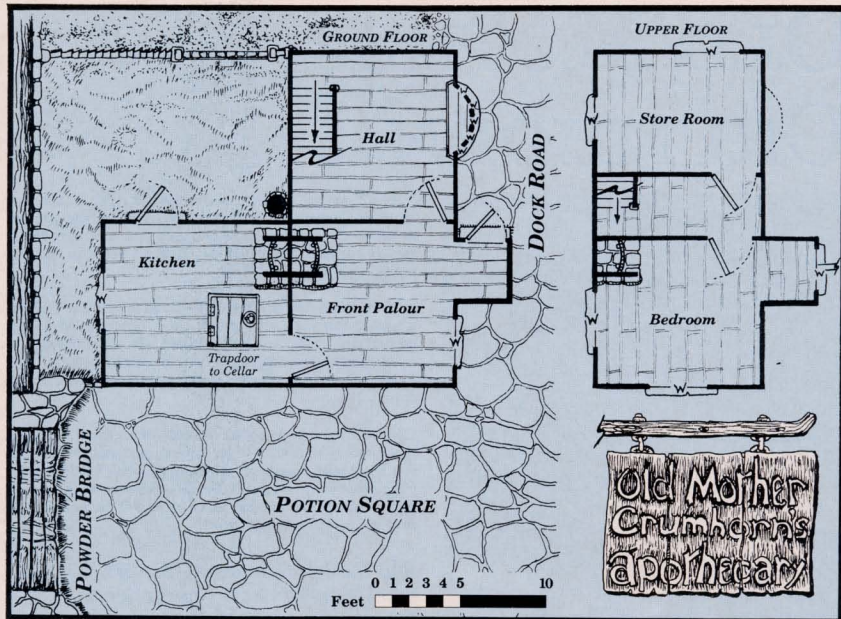 GROUND FLOOR
UPPER FLOOR
Hall
Store Room
DOCK ROAD
Kitchen
Front Palour
Bedroom
Trapdoor
to Cellar
POWDER BRIDGE
POTION SQUARE
Old Mother
Crumhorn's
apothecary
0 1 2 3 4 5 10
Feet
W
W
W
W
W
W
W